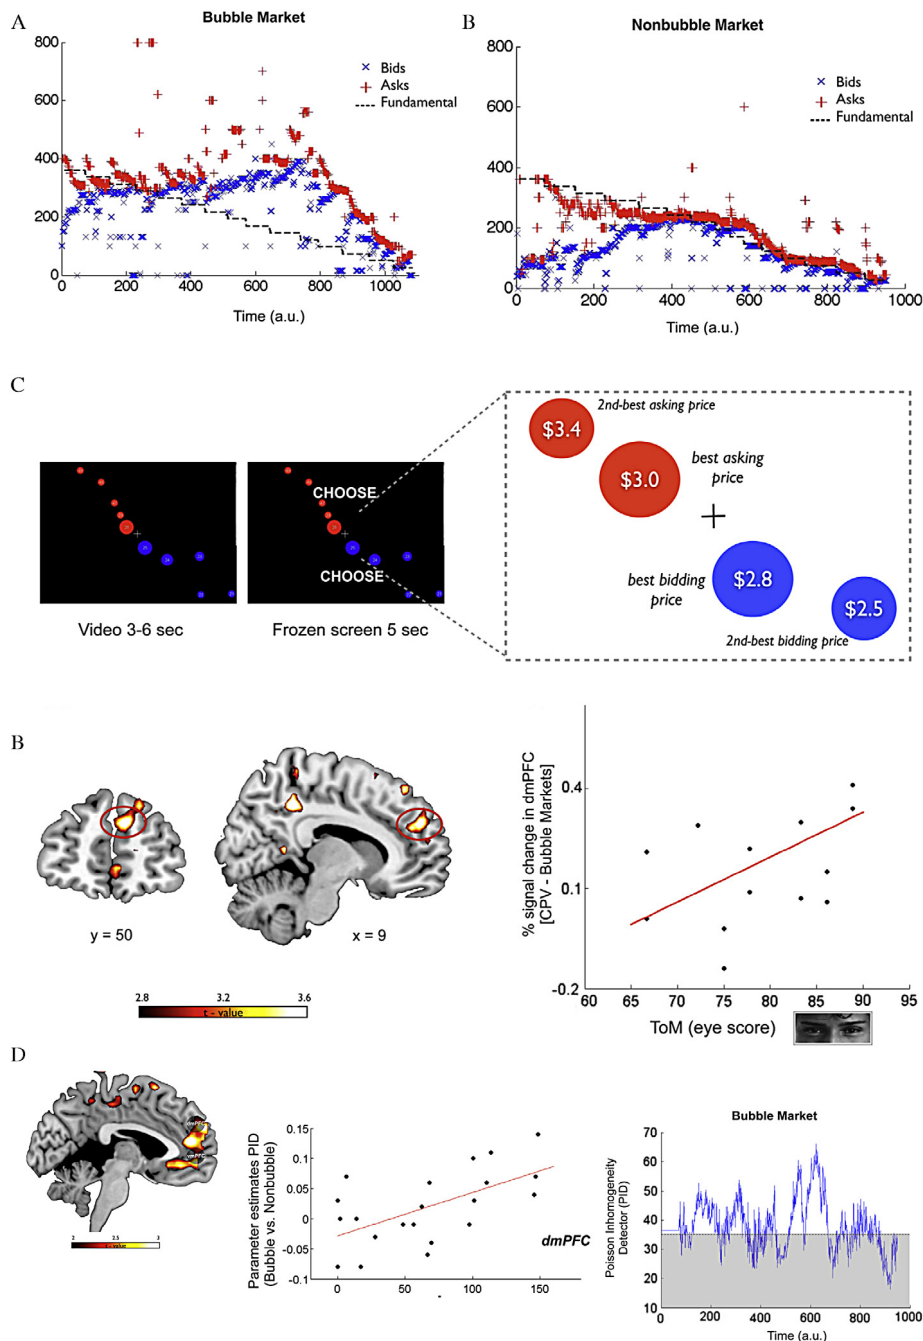 A
Bubble Market
800
600
400
200
0
0 200 400 600 800 1000
Bids
Asks
Fundamental
Time (a.u.)
B
Nonbubble Market
800
600
400
200
0
0 200 400 600 800 1000
Bids
Asks
Fundamental
Time (a.u.)
C
CHOOSE
CHOOSE
Video 3-6 sec
Frozen screen 5 sec
2nd-best asking price
$3.4
$3.0
best asking
price
best bidding
price
$2.8
$2.5
2nd-best bidding price
B
y = 50
x = 9
2.8 3.2 3.6
t - value
% signal change in dmPFC
[CPV - Bubble Markets]
0.4
0.1
-0.2
60 65 70 75 80 85 90 95
ToM (eye score)
D
dmPFC
vmPFC
2 2.5 3
t - value
Parameter estimates PID
(Bubble vs. Nonbubble)
0.15
0.1
0.05
0
-0.05
-0.1
0 50 100 150
dmPFC
Bubble Market
Poisson Inhomogeneity
Detector (PID)
70
60
50
40
30
20
10
0 200 400 600 800 1000
Time (a.u.)